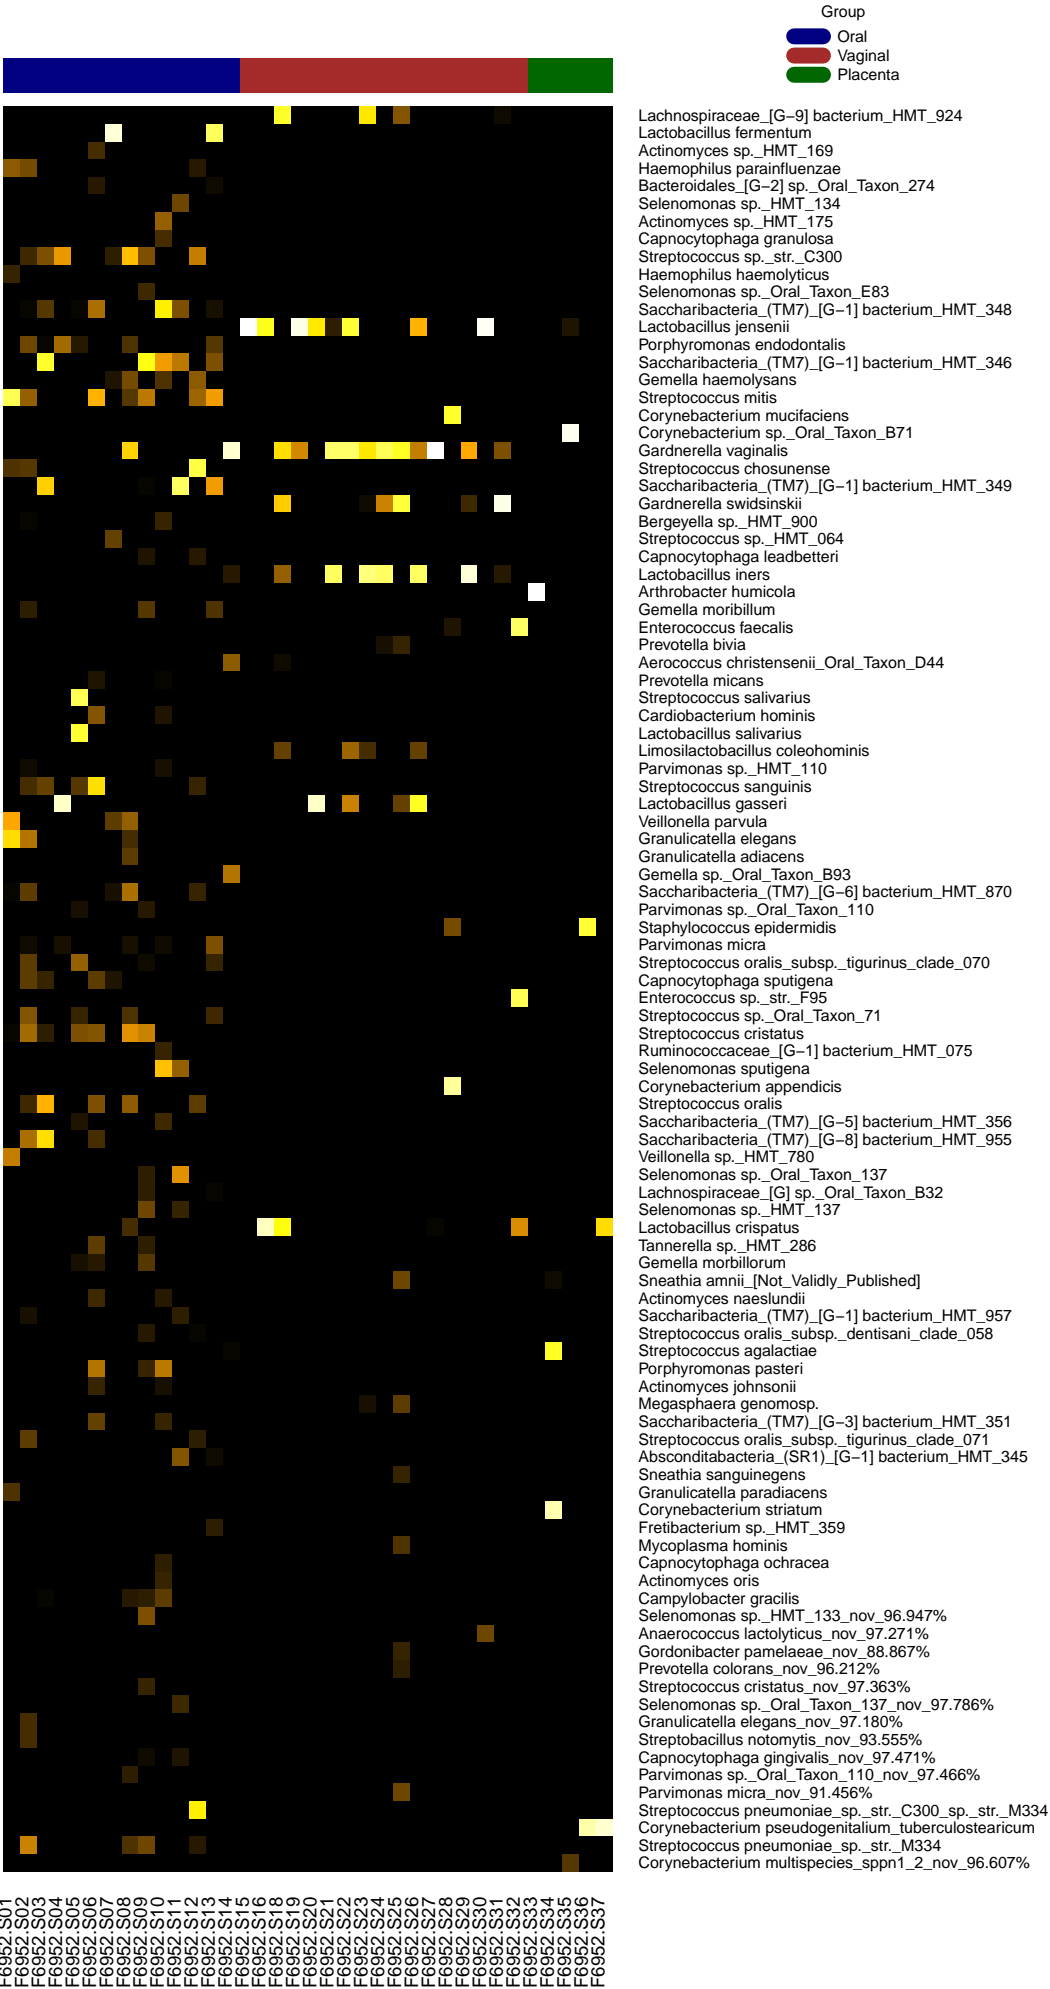 Group
Oral
Vaginal
Placenta
Lachnospiraceae_[G−9] bacterium_HMT_924
Lactobacillus fermentum
Actinomyces sp._HMT_169
Haemophilus parainfluenzae
Bacteroidales_[G−2] sp._Oral_Taxon_274
Selenomonas sp._HMT_134
Actinomyces sp._HMT_175
Capnocytophaga granulosa
Streptococcus sp._str._C300
Haemophilus haemolyticus
Selenomonas sp._Oral_Taxon_E83
Saccharibacteria_(TM7)_[G−1] bacterium_HMT_348
Lactobacillus jensenii
Porphyromonas endodontalis
Saccharibacteria_(TM7)_[G−1] bacterium_HMT_346
Gemella haemolysans
Streptococcus mitis
Corynebacterium mucifaciens
Corynebacterium sp._Oral_Taxon_B71
Gardnerella vaginalis
Streptococcus chosunense
Saccharibacteria_(TM7)_[G−1] bacterium_HMT_349
Gardnerella swidsinskii
Bergeyella sp._HMT_900
Streptococcus sp._HMT_064
Capnocytophaga leadbetteri
Lactobacillus iners
Arthrobacter humicola
Gemella moribillum
Enterococcus faecalis
Prevotella bivia
Aerococcus christensenii_Oral_Taxon_D44
Prevotella micans
Streptococcus salivarius
Cardiobacterium hominis
Lactobacillus salivarius
Limosilactobacillus coleohominis
Parvimonas sp._HMT_110
Streptococcus sanguinis
Lactobacillus gasseri
Veillonella parvula
Granulicatella elegans
Granulicatella adiacens
Gemella sp._Oral_Taxon_B93
Saccharibacteria_(TM7)_[G−6] bacterium_HMT_870
Parvimonas sp._Oral_Taxon_110
Staphylococcus epidermidis
Parvimonas micra
Streptococcus oralis_subsp._tigurinus_clade_070
Capnocytophaga sputigena
Enterococcus sp._str._F95
Streptococcus sp._Oral_Taxon_71
Streptococcus cristatus
Ruminococcaceae_[G−1] bacterium_HMT_075
Selenomonas sputigena
Corynebacterium appendicis
Streptococcus oralis
Saccharibacteria_(TM7)_[G−5] bacterium_HMT_356
Saccharibacteria_(TM7)_[G−8] bacterium_HMT_955
Veillonella sp._HMT_780
Selenomonas sp._Oral_Taxon_137
Lachnospiraceae_[G] sp._Oral_Taxon_B32
Selenomonas sp._HMT_137
Lactobacillus crispatus
Tannerella sp._HMT_286
Gemella morbillorum
Sneathia amnii_[Not_Validly_Published]
Actinomyces naeslundii
Saccharibacteria_(TM7)_[G−1] bacterium_HMT_957
Streptococcus oralis_subsp._dentisani_clade_058
Streptococcus agalactiae
Porphyromonas pasteri
Actinomyces johnsonii
Megasphaera genomosp.
Saccharibacteria_(TM7)_[G−3] bacterium_HMT_351
Streptococcus oralis_subsp._tigurinus_clade_071
Absconditabacteria_(SR1)_[G−1] bacterium_HMT_345
Sneathia sanguinegens
Granulicatella paradiacens
Corynebacterium striatum
Fretibacterium sp._HMT_359
Mycoplasma hominis
Capnocytophaga ochracea
Actinomyces oris
Campylobacter gracilis
Selenomonas sp._HMT_133_nov_96.947%
Anaerococcus lactolyticus_nov_97.271%
Gordonibacter pamelaeae_nov_88.867%
Prevotella colorans_nov_96.212%
Streptococcus cristatus_nov_97.363%
Selenomonas sp._Oral_Taxon_137_nov_97.786%
Granulicatella elegans_nov_97.180%
Streptobacillus notomytis_nov_93.555%
Capnocytophaga gingivalis_nov_97.471%
Parvimonas sp._Oral_Taxon_110_nov_97.466%
Parvimonas micra_nov_91.456%
Streptococcus pneumoniae_sp._str._C300_sp._str._M334
Corynebacterium pseudogenitalium_tuberculostearicum
Streptococcus pneumoniae_sp._str._M334
Corynebacterium multispecies_sppn1_2_nov_96.607%
F6952.S01
F6952.S02
F6952.S03
F6952.S04
F6952.S05
F6952.S06
F6952.S07
F6952.S08
F6952.S09
F6952.S10
F6952.S11
F6952.S12
F6952.S13
F6952.S14
F6952.S15
F6952.S16
F6952.S18
F6952.S19
F6952.S20
F6952.S21
F6952.S22
F6952.S23
F6952.S24
F6952.S25
F6952.S26
F6952.S27
F6952.S28
F6952.S29
F6952.S30
F6952.S31
F6952.S32
F6952.S33
F6952.S34
F6952.S35
F6952.S36
F6952.S37